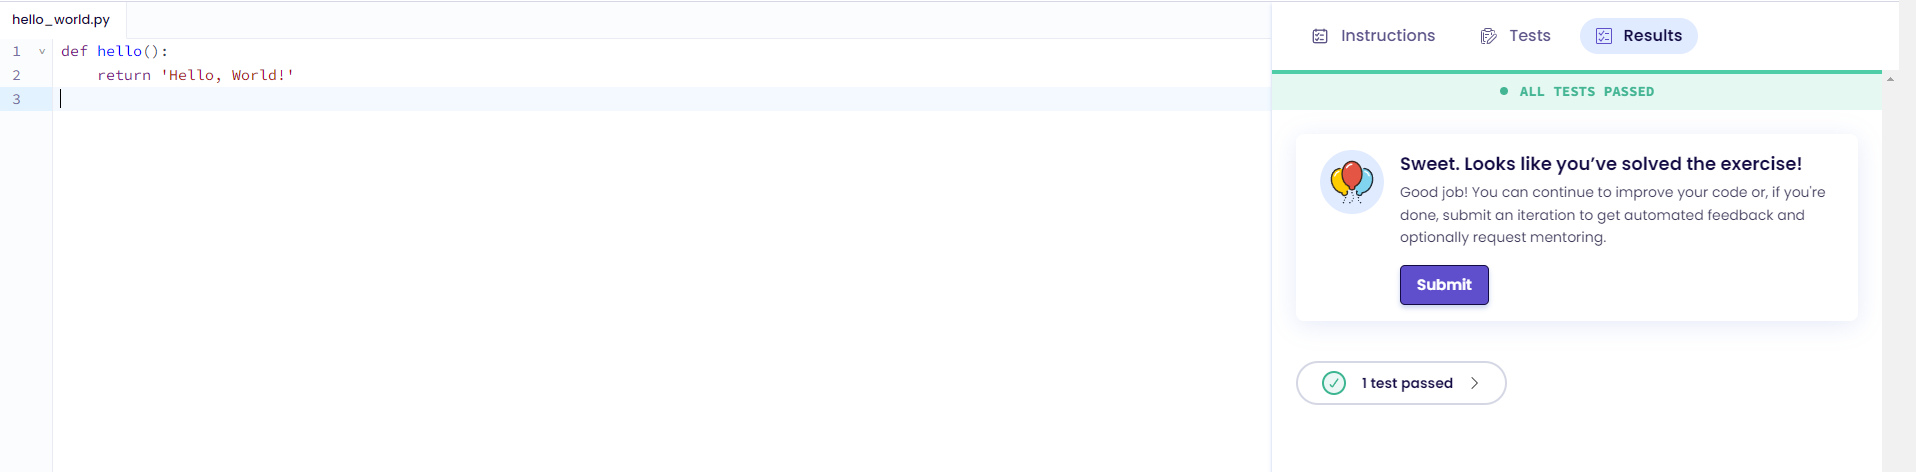 hello_world.py
1 def hello():
2     return 'Hello, World!'
3
Instructions
Tests
Results
ALL TESTS PASSED
Sweet. Looks like you’ve solved the exercise!
Good job! You can continue to improve your code or, if you're
done, submit an iteration to get automated feedback and
optionally request mentoring.
Submit
1 test passed